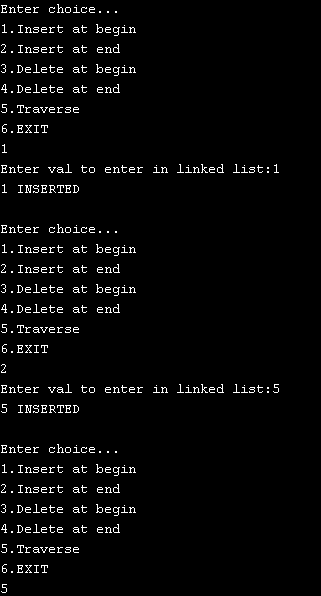 Enter choice...
1.Insert at begin
2.Insert at end
3.Delete at begin
4.Delete at end
5.Traverse
6.EXIT
1
Enter val to enter in linked list:1
1 INSERTED
Enter choice...
1.Insert at begin
2.Insert at end
3.Delete at begin
4.Delete at end
5.Traverse
6.EXIT
2
Enter val to enter in linked list:5
5 INSERTED
Enter choice...
1.Insert at begin
2.Insert at end
3.Delete at begin
4.Delete at end
5.Traverse
6.EXIT
5